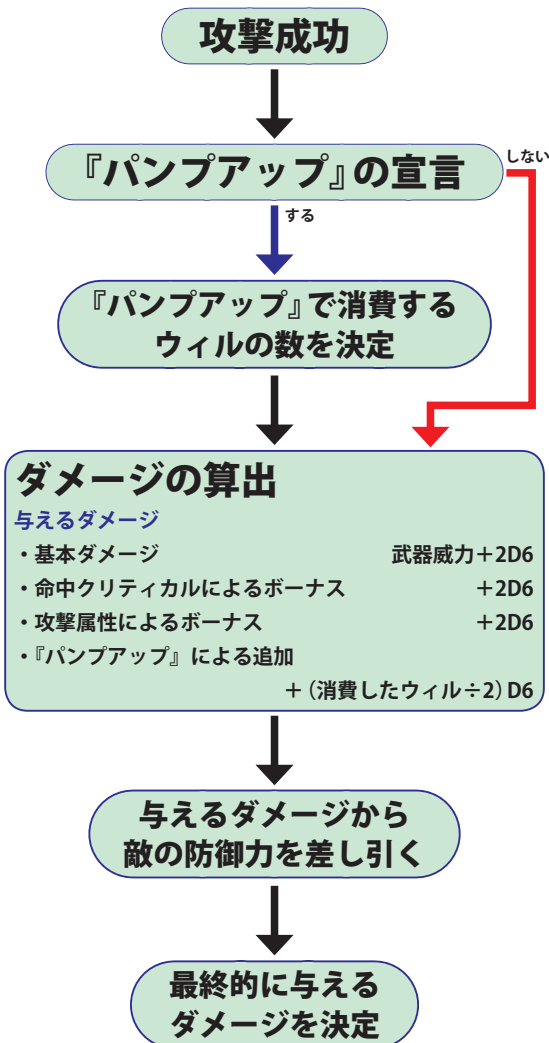 攻撃成功
『パンプアップ』の宣言
しない
する
『パンプアップ』で消費する
ウィルの数を決定
ダメージの算出
与えるダメージ
・基本ダメージ 武器威力＋2D6
・命中クリティカルによるボーナス ＋2D6
・攻撃属性によるボーナス ＋2D6
・『パンプアップ』による追加
＋（消費したウィル÷2）D6
与えるダメージから
敵の防御力を差し引く
最終的に与える
ダメージを決定